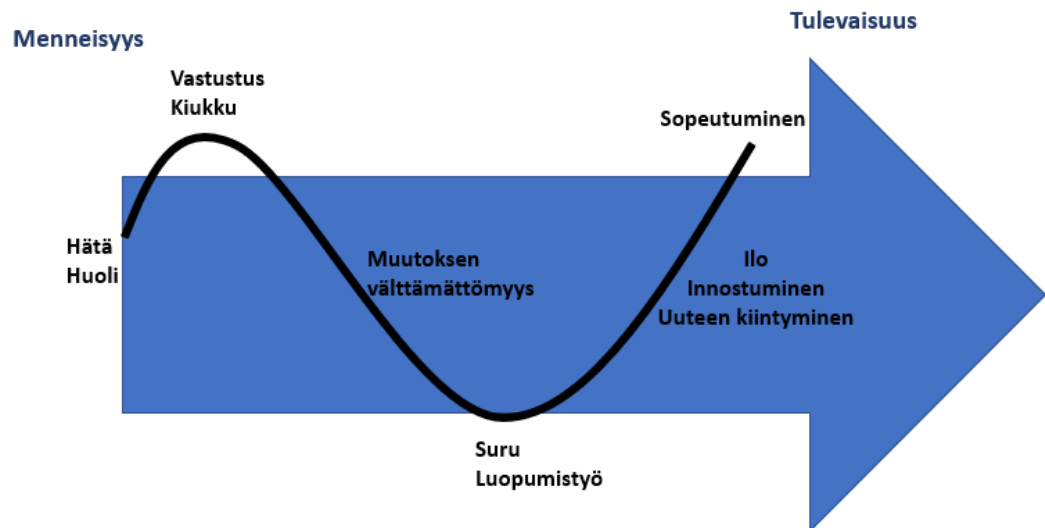 Menneisyys
Tulevaisuus
Vastustus
Kiukku
Sopeutuminen
Hätä
Huoli
Muutoksen
välttämättömyys
Ilo
Innostuminen
Uuteen kiintyminen
Suru
Luopumistyö